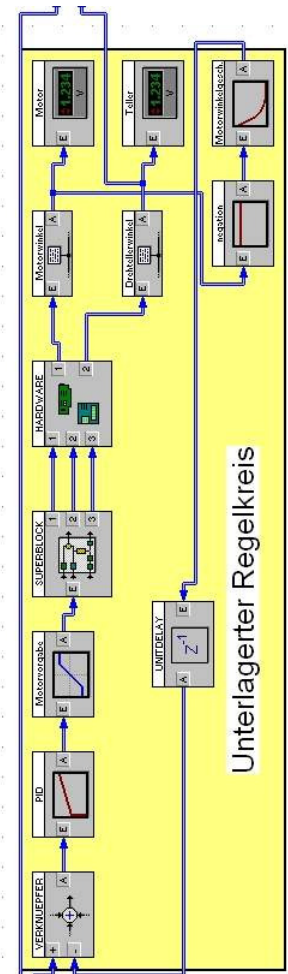 VERKNUEPFER
+
-
A
PID
E
A
Motorvorgabe
E
A
SUPERBLOCK
E
1
2
3
HARDWARE
1
2
3
1
2
Motorwinkel
E
A
Motor
E
1.234
V
Drehtellerwinkel
E
A
Teller
E
1.234
V
UNITDELAY
A
E
z-1
negation
E
A
Motorwinkelgesch.
E
A
Unterlagerter Regelkreis